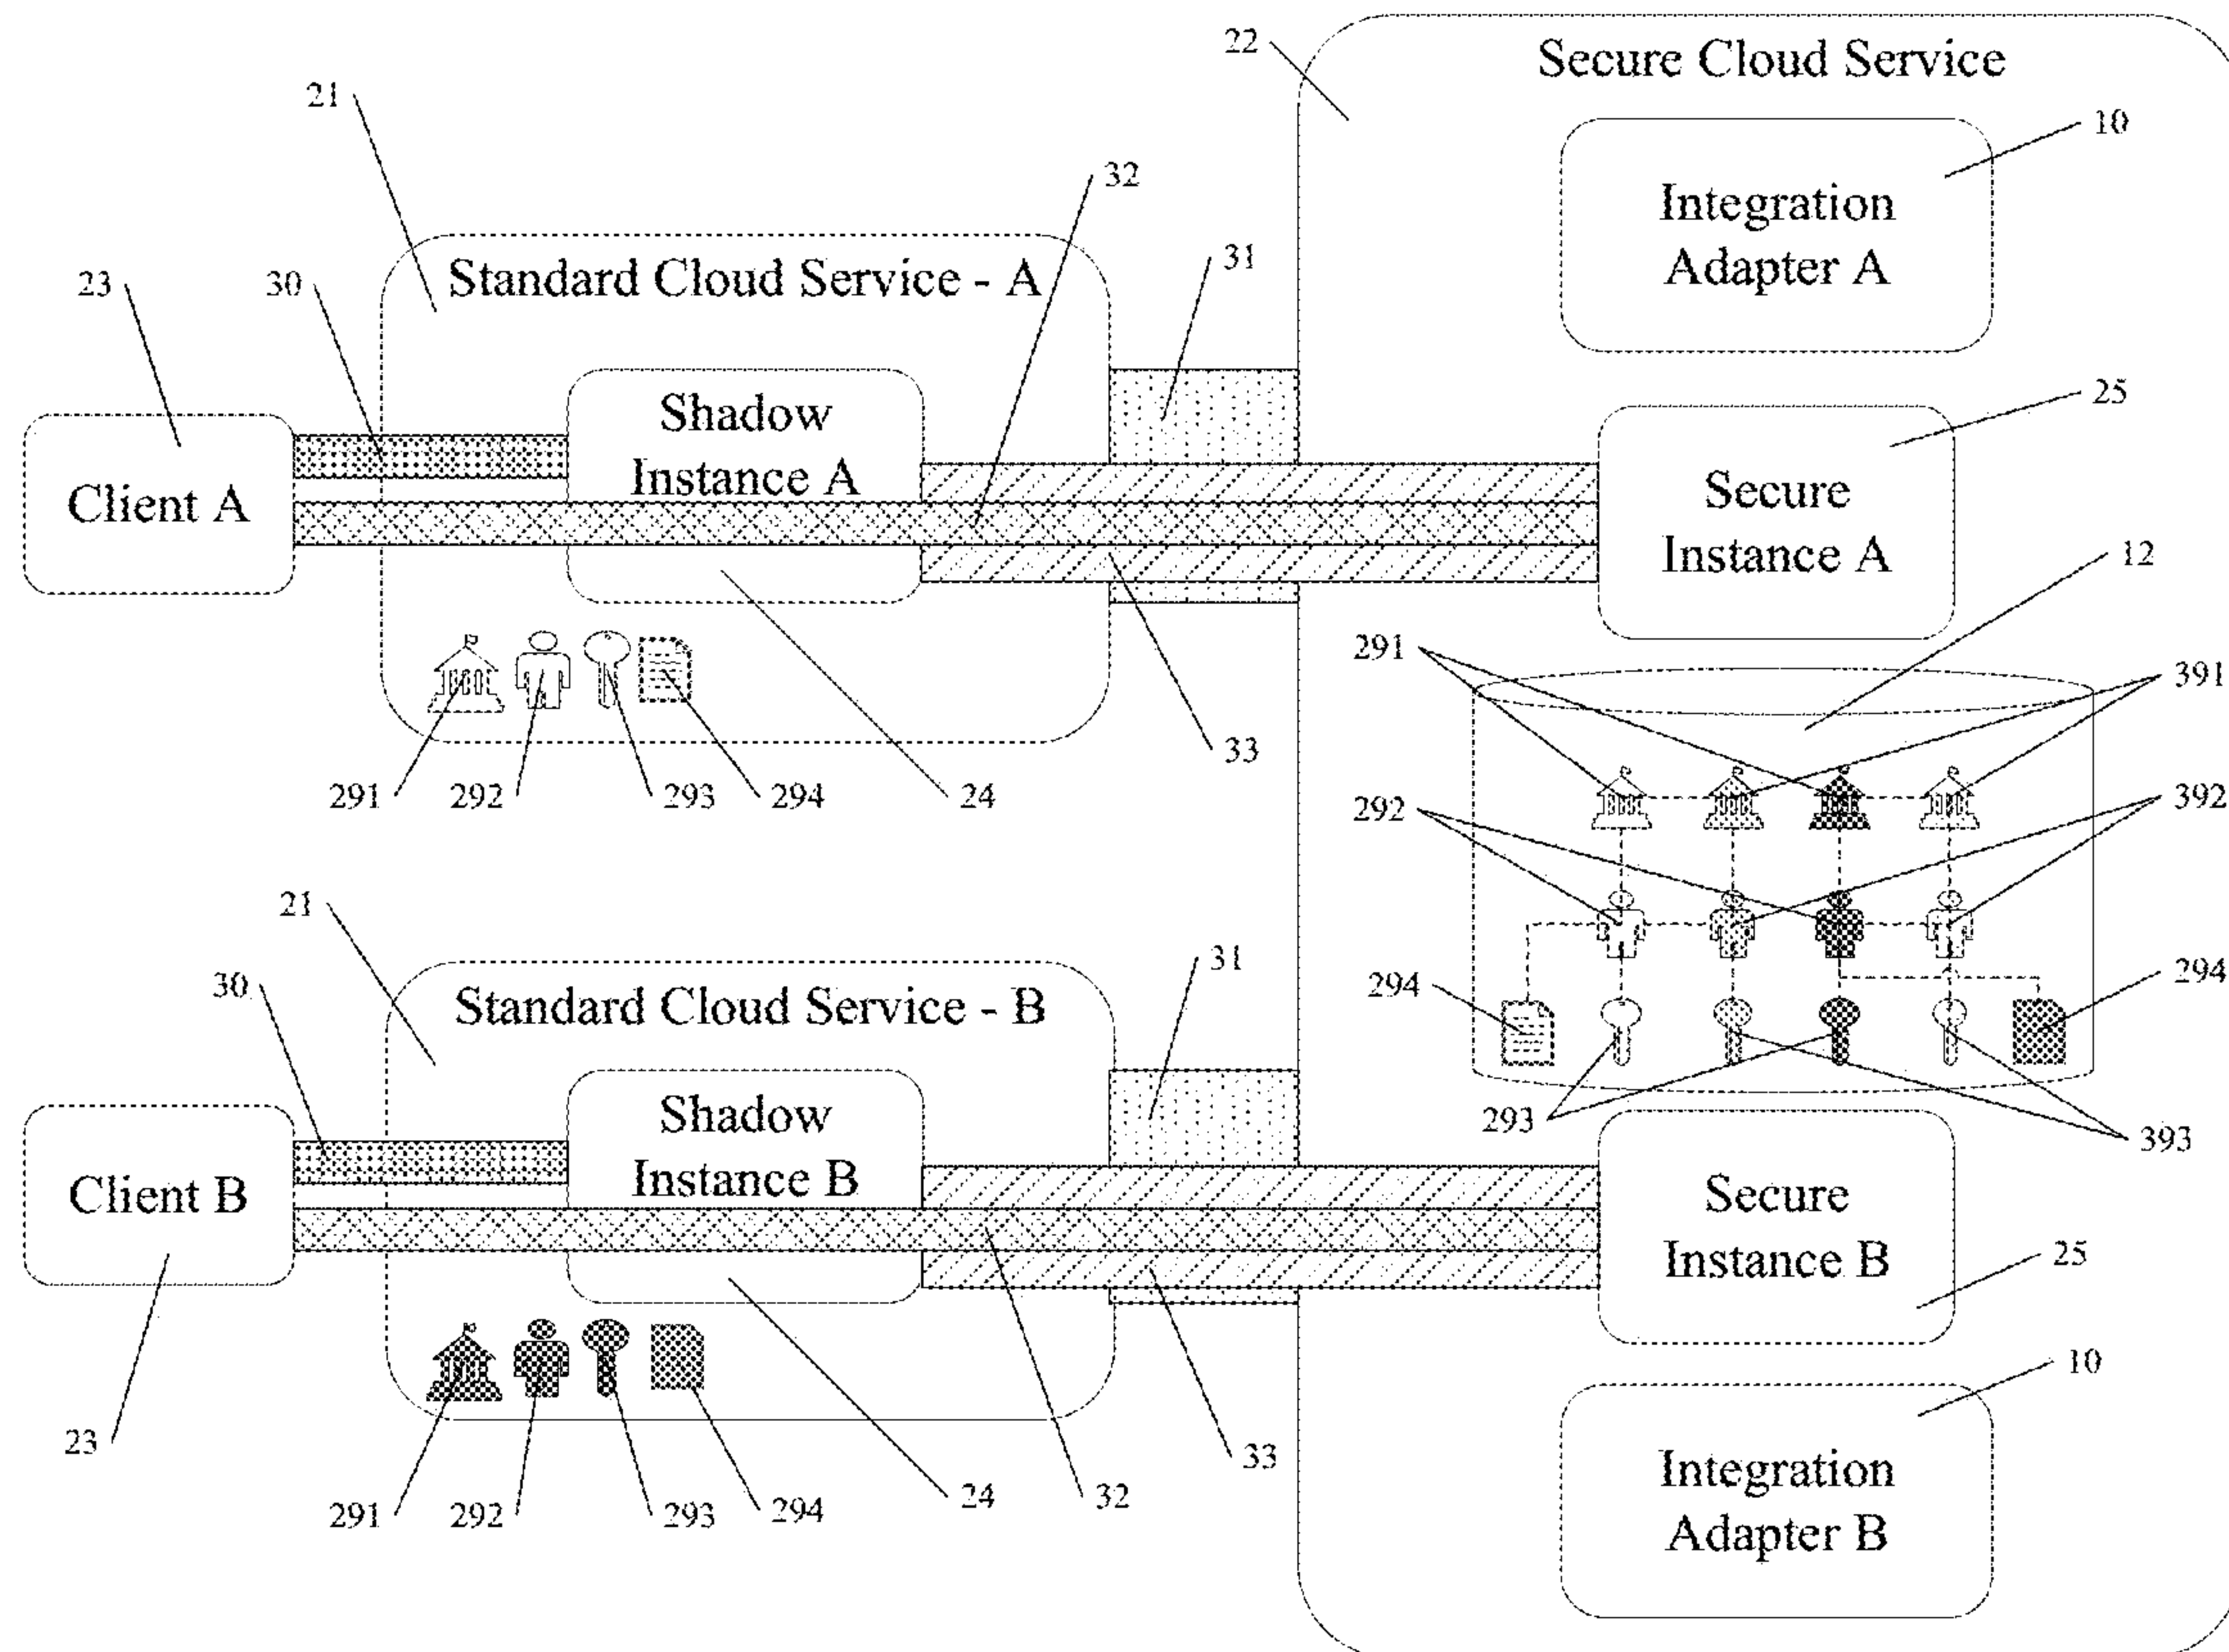 22
Secure Cloud Service
21
10
32
Integration
Adapter A
31
23
30
Standard Cloud Service - A
25
Shadow
Instance A
Client A
Secure
Instance A
12
291
391
33
291
292
293
294
24
292
392
21
31
294
294
30
Standard Cloud Service - B
Shadow
Instance B
293
393
Client B
Secure
Instance B
25
10
23
33
291
292
293
294
24
32
Integration
Adapter B